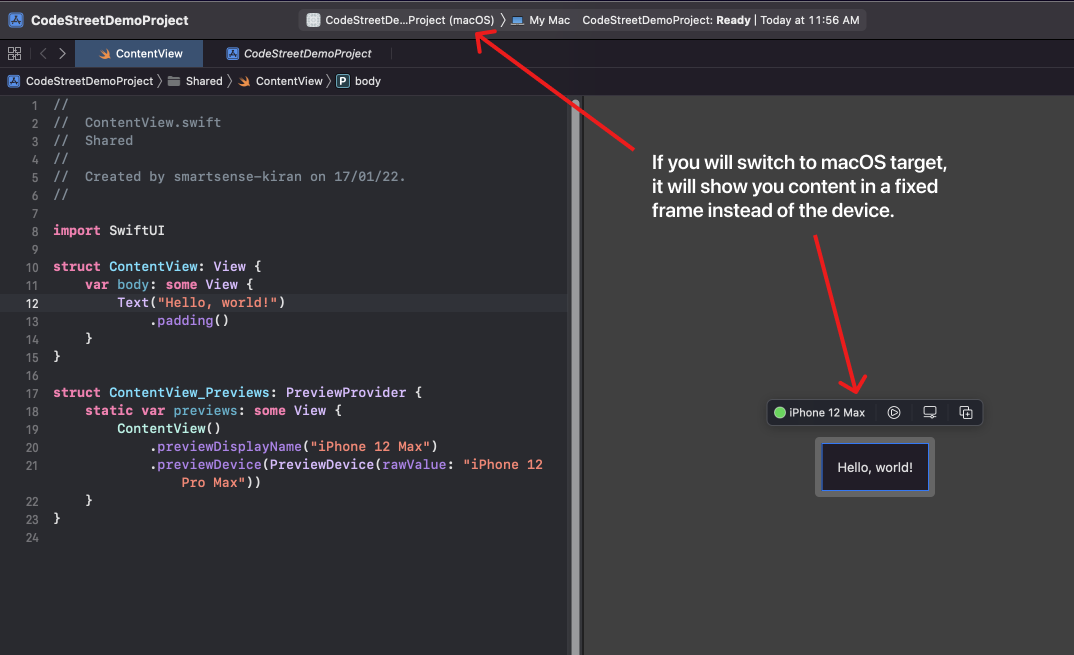 CodeStreetDemoProject
CodeStreetDe...Project (macOS) 〉 My Mac CodeStreetDemoProject: Ready | Today at 11:56 AM
ContentView CodeStreetDemoProject
CodeStreetDemoProject 〉 Shared 〉 ContentView 〉 P body
1 //
2 //  ContentView.swift
3 //  Shared
4 //
5 //  Created by smartsense-kiran on 17/01/22.
6 //
7
8 import SwiftUI
9
10 struct ContentView: View {
11     var body: some View {
12         Text("Hello, world!")
13             .padding()
14     }
15 }
16
17 struct ContentView_Previews: PreviewProvider {
18     static var previews: some View {
19         ContentView()
20             .previewDisplayName("iPhone 12 Max")
21             .previewDevice(PreviewDevice(rawValue: "iPhone 12
Pro Max"))
22     }
23 }
24
If you will switch to macOS target,
it will show you content in a fixed
frame instead of the device.
iPhone 12 Max
Hello, world!